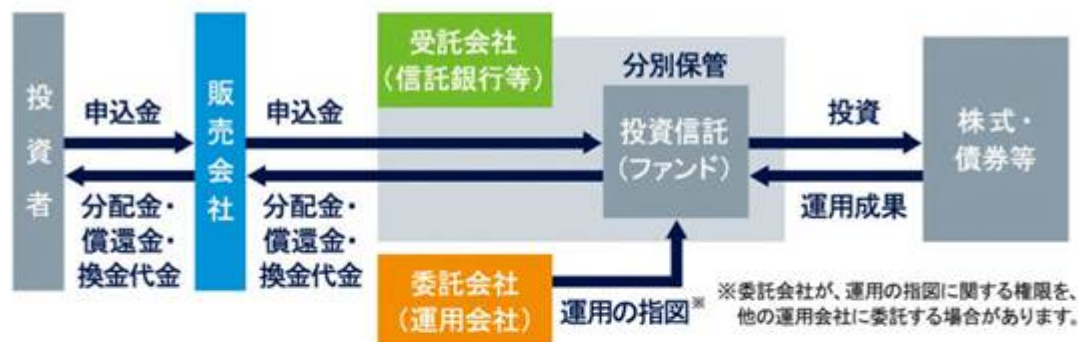 投資者
申込金
分配金・
償還金・
換金代金
販売会社
申込金
分配金・
償還金・
換金代金
受託会社
（信託銀行等）
分別保管
投資信託
（ファンド）
委託会社
（運用会社）
運用の指図※
投資
運用成果
株式・
債券等
※委託会社が、運用の指図に関する権限を、
他の運用会社に委託する場合があります。